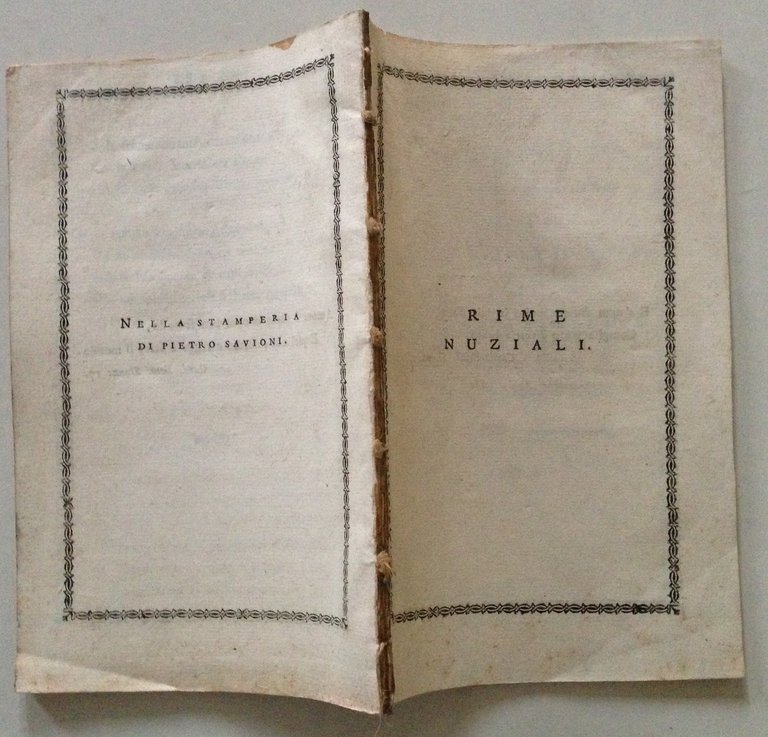 NELLA STAMPERIA
DI PIETRO SAVIONI.
RIME
NUZIALI.